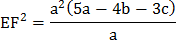 EF² = a²(5a − 4b − 3c) / a